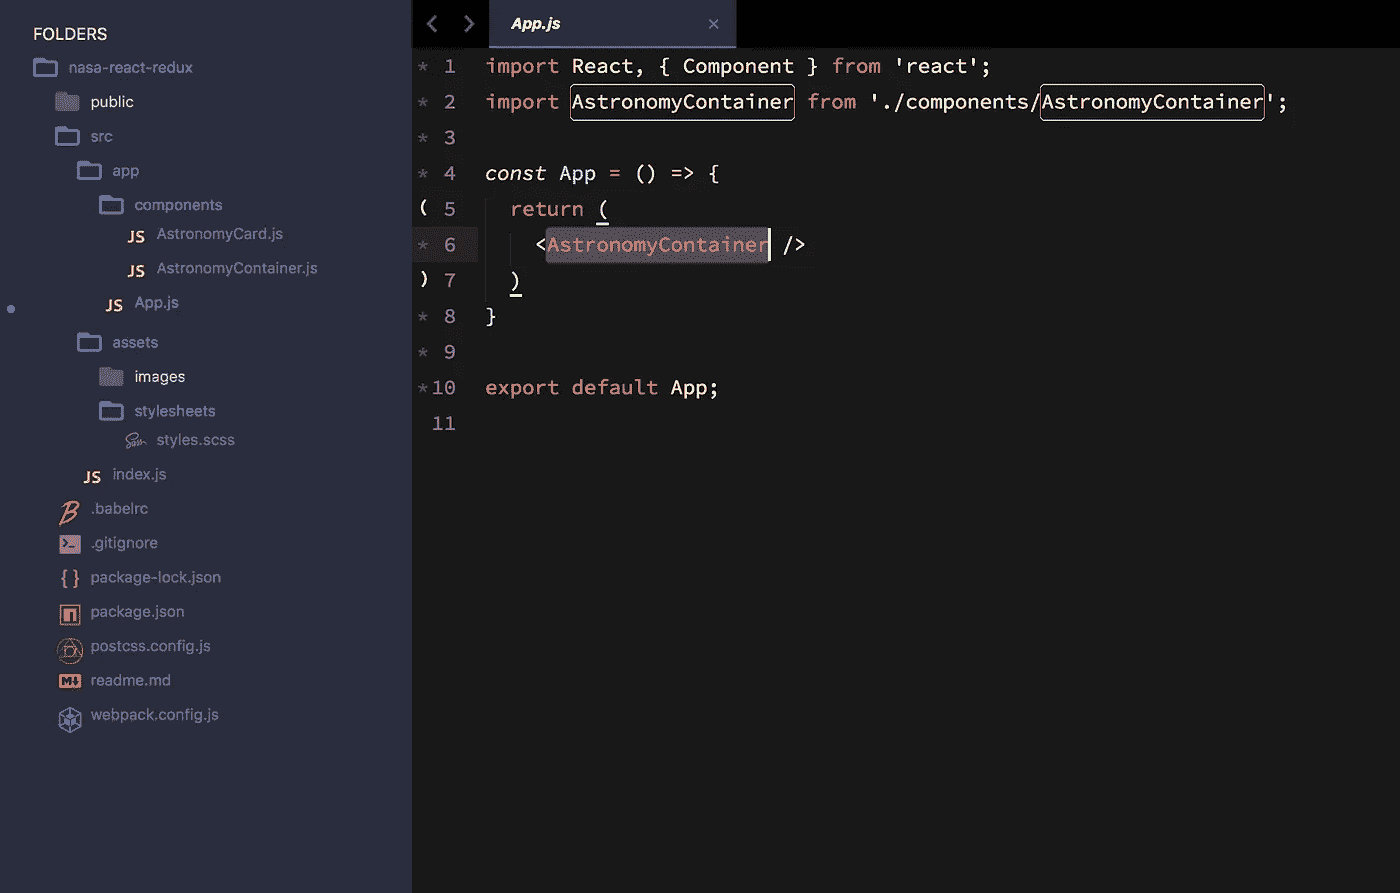 FOLDERS
nasa-react-redux
public
src
app
components
JS AstronomyCard.js
JS AstronomyContainer.js
JS App.js
assets
images
stylesheets
Sass styles.scss
JS index.js
B .babelrc
.gitignore
{ } package-lock.json
n package.json
postcss.config.js
M↓ readme.md
webpack.config.js
App.js ×
* 1 import React, { Component } from 'react';
* 2 import AstronomyContainer from './components/AstronomyContainer';
* 3
* 4 const App = () => {
( 5 return (
* 6 <AstronomyContainer />
) 7 )
* 8 }
* 9
* 10 export default App;
11